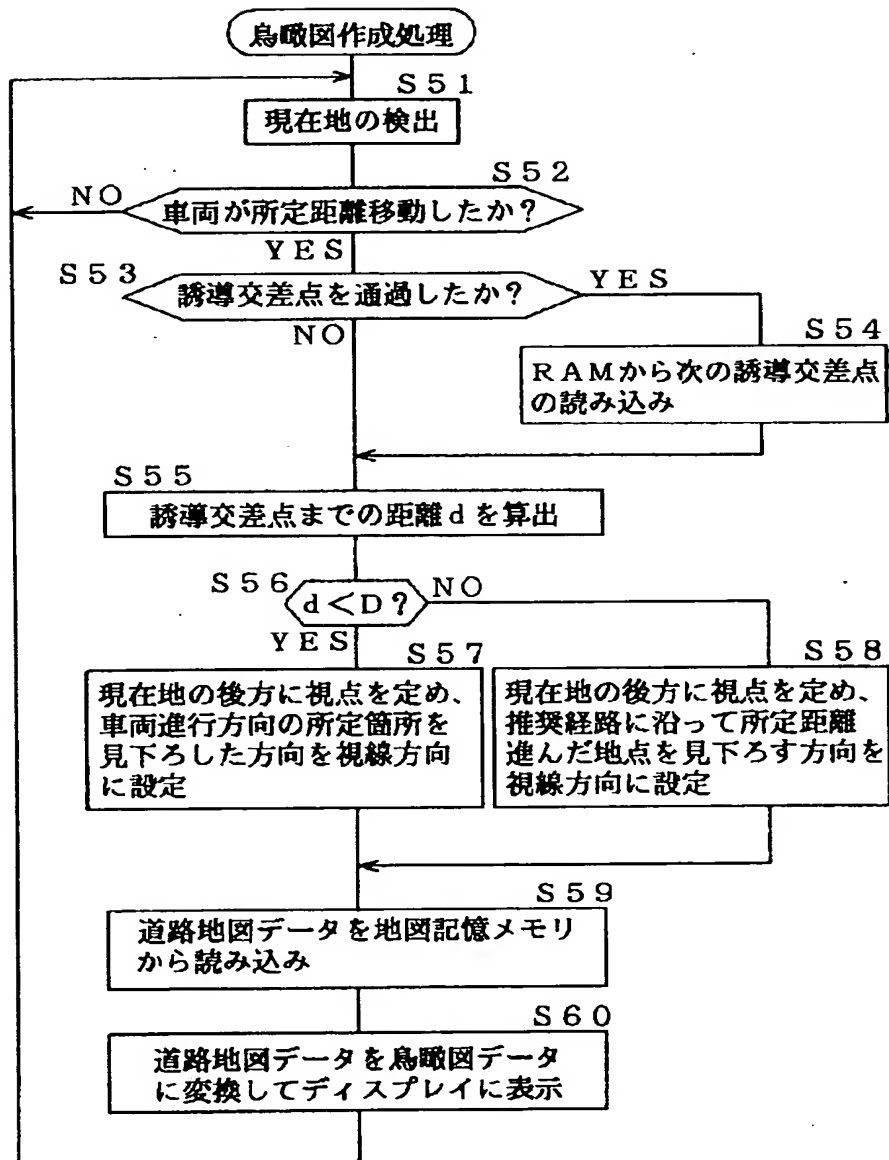 鳥瞰図作成処理
S51
現在地の検出
S52
NO
車両が所定距離移動したか?
YES
S53
誘導交差点を通過したか?
YES
NO
S54
RAMから次の誘導交差点
の読み込み
S55
誘導交差点までの距離dを算出
S56
d<D?
NO
YES
S57
現在地の後方に視点を定め、
車両進行方向の所定箇所を
見下ろした方向を視線方向
に設定
S58
現在地の後方に視点を定め、
推奨経路に沿って所定距離
進んだ地点を見下ろす方向を
視線方向に設定
S59
道路地図データを地図記憶メモリ
から読み込み
S60
道路地図データを鳥瞰図データ
に変換してディスプレイに表示